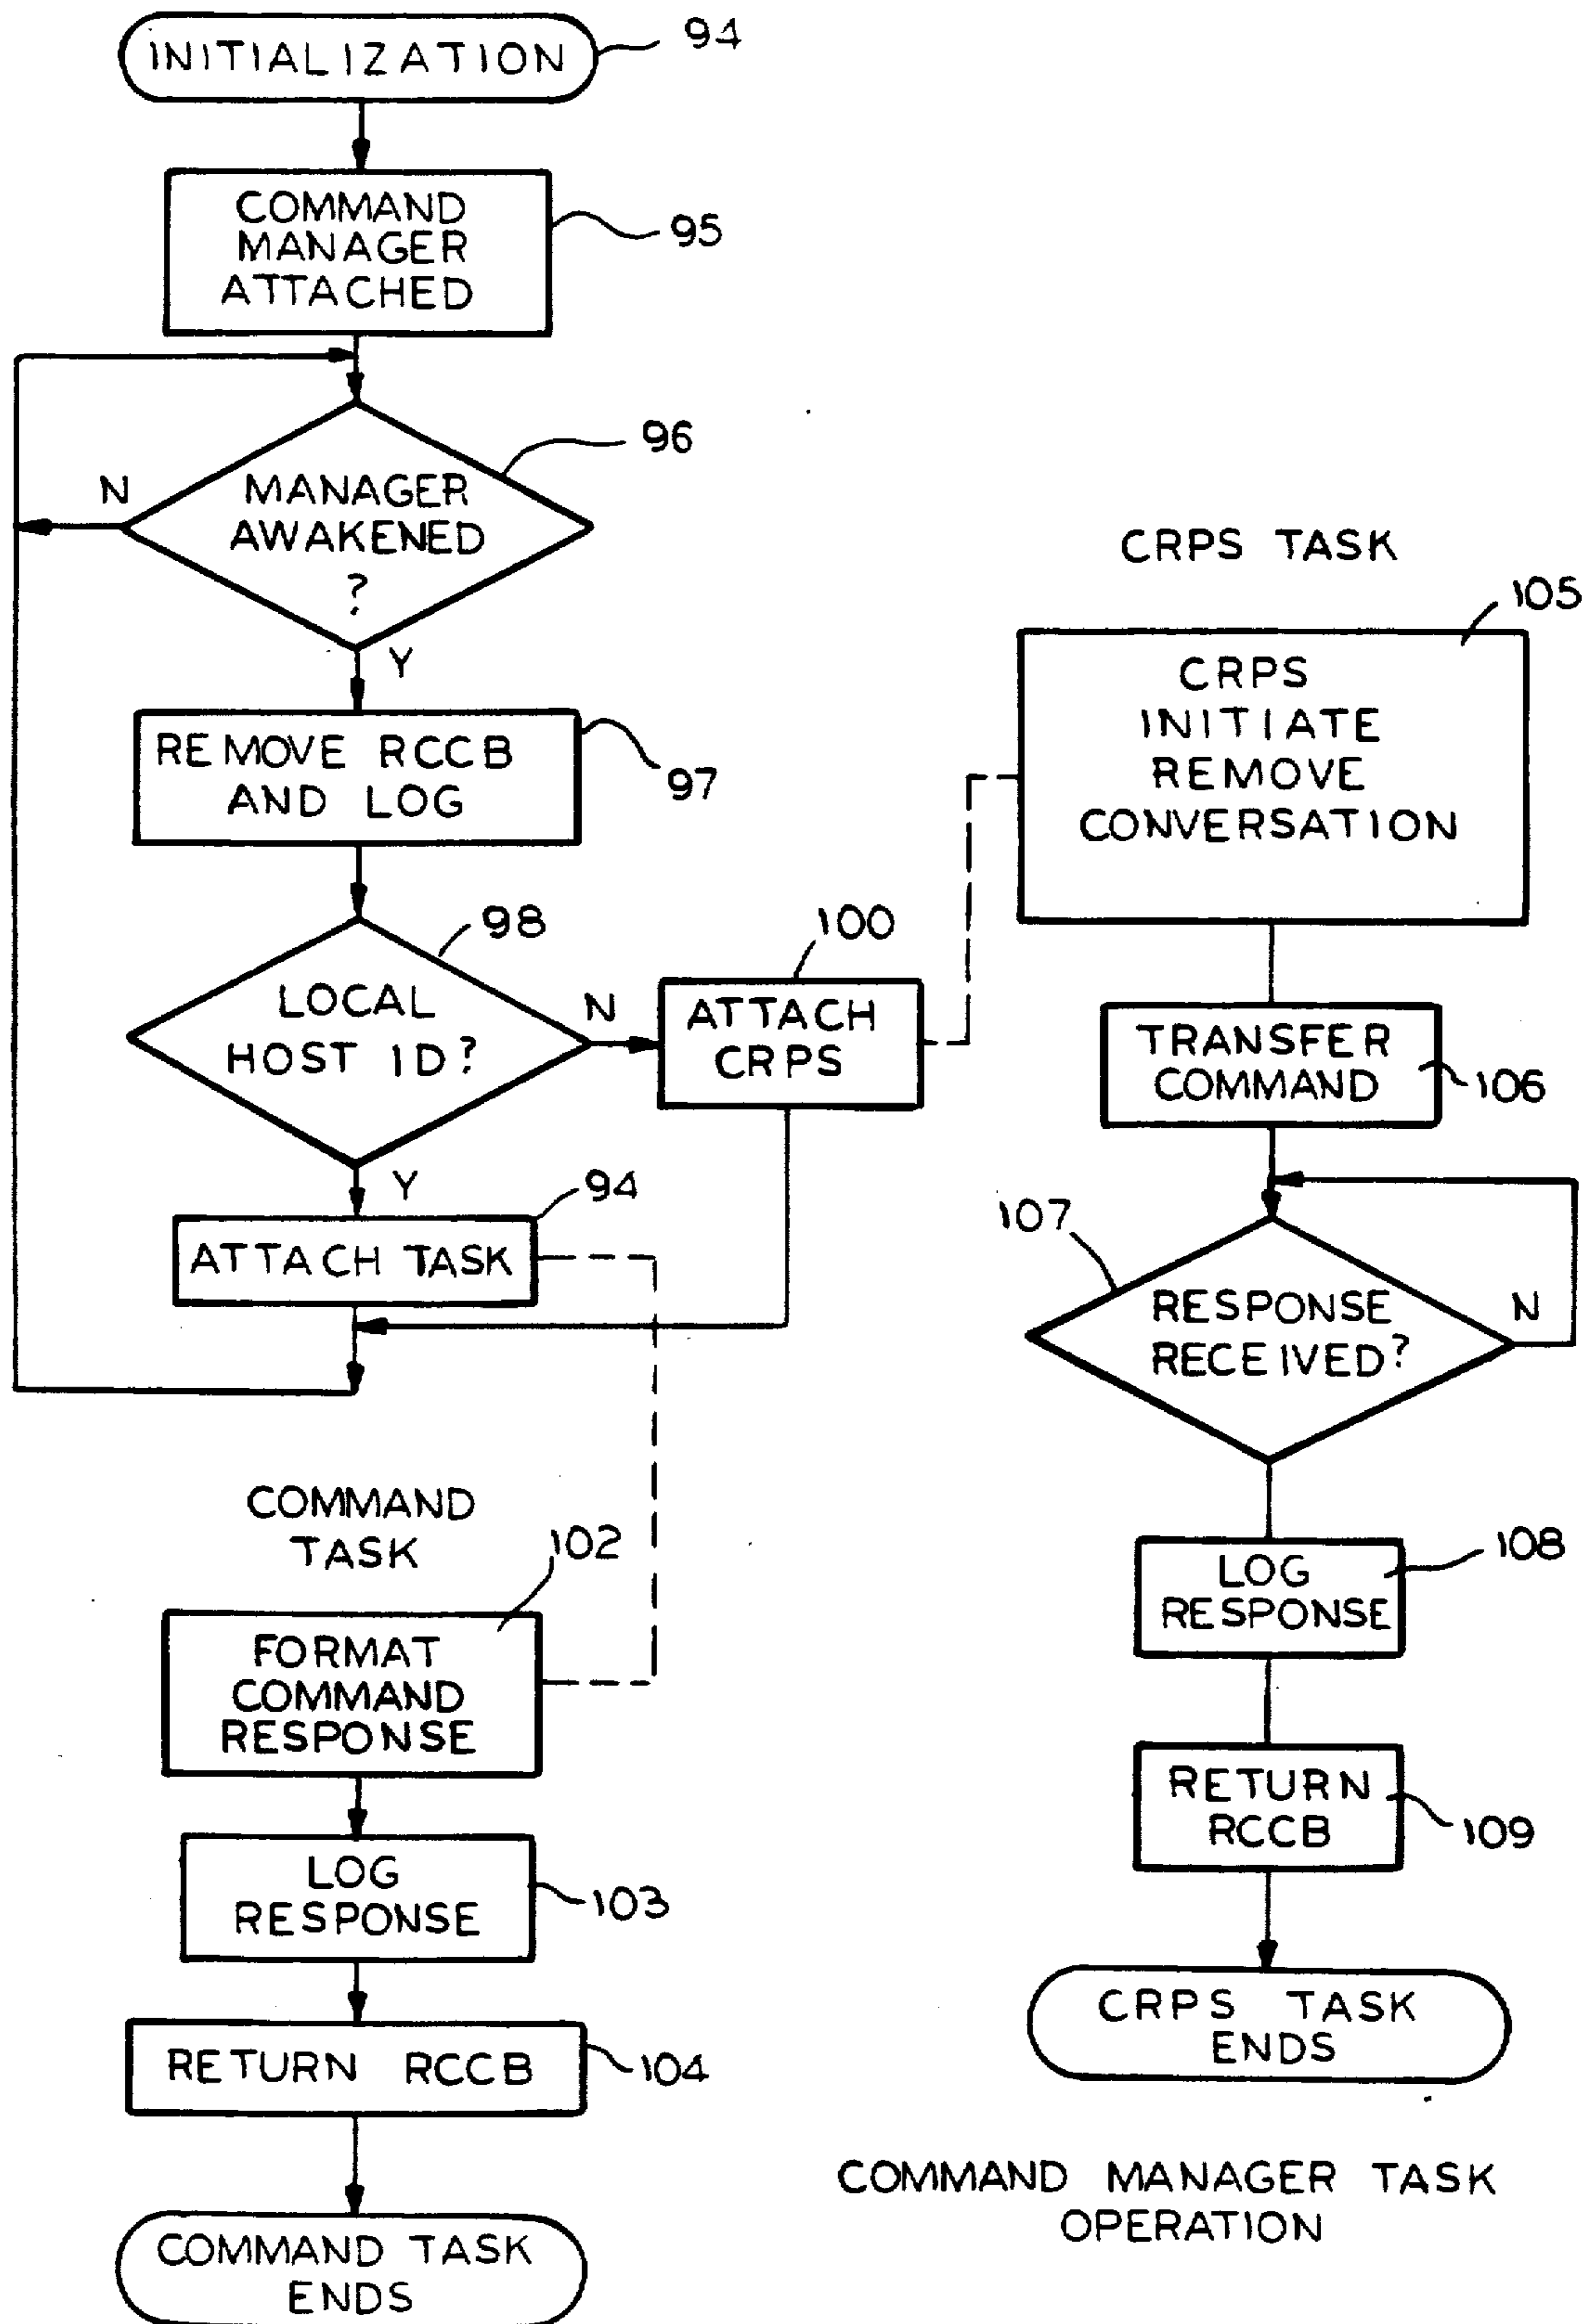 INITIALIZATION
94
COMMAND
MANAGER
ATTACHED
95
MANAGER
AWAKENED
?
96
N
Y
REMOVE RCCB
AND LOG
97
LOCAL
HOST ID?
98
N
Y
ATTACH
CRPS
100
ATTACH TASK
94
COMMAND
TASK
102
FORMAT
COMMAND
RESPONSE
LOG
RESPONSE
103
RETURN RCCB
104
COMMAND TASK
ENDS
CRPS TASK
105
CRPS
INITIATE
REMOVE
CONVERSATION
TRANSFER
COMMAND
106
107
RESPONSE
RECEIVED?
N
LOG
RESPONSE
108
RETURN
RCCB
109
CRPS TASK
ENDS
COMMAND MANAGER TASK
OPERATION